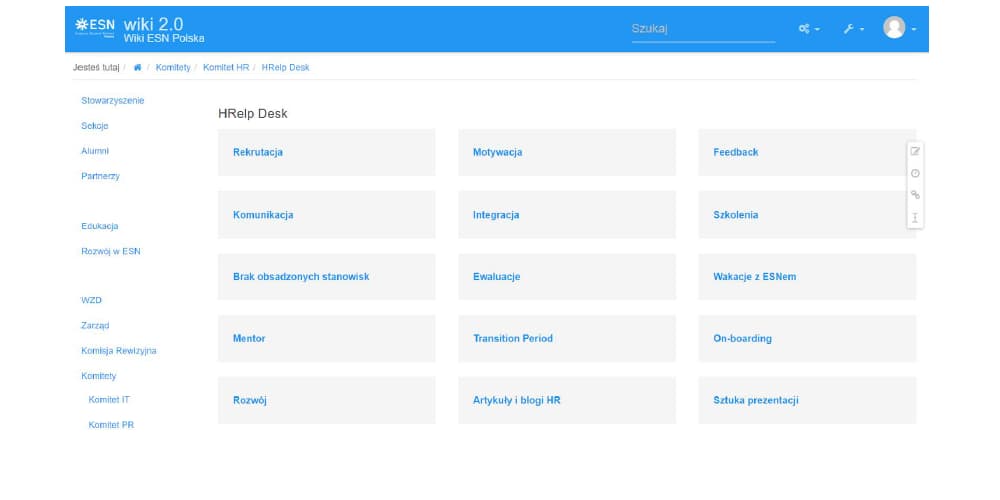 ESN wiki 2.0
Wiki ESN Polska
Szukaj
Jesteś tutaj / / Komitety / Komitet HR / HRelp Desk
Stowarzyszenie
Sekcje
Alumni
Partnerzy
Edukacja
Rozwój w ESN
WZD
Zarząd
Komisja Rewizyjna
Komitety
Komitet IT
Komitet PR
HRelp Desk
Rekrutacja
Motywacja
Feedback
Komunikacja
Integracja
Szkolenia
Brak obsadzonych stanowisk
Ewaluacje
Wakacje z ESNem
Mentor
Transition Period
On-boarding
Rozwój
Artykuły i blogi HR
Sztuka prezentacji